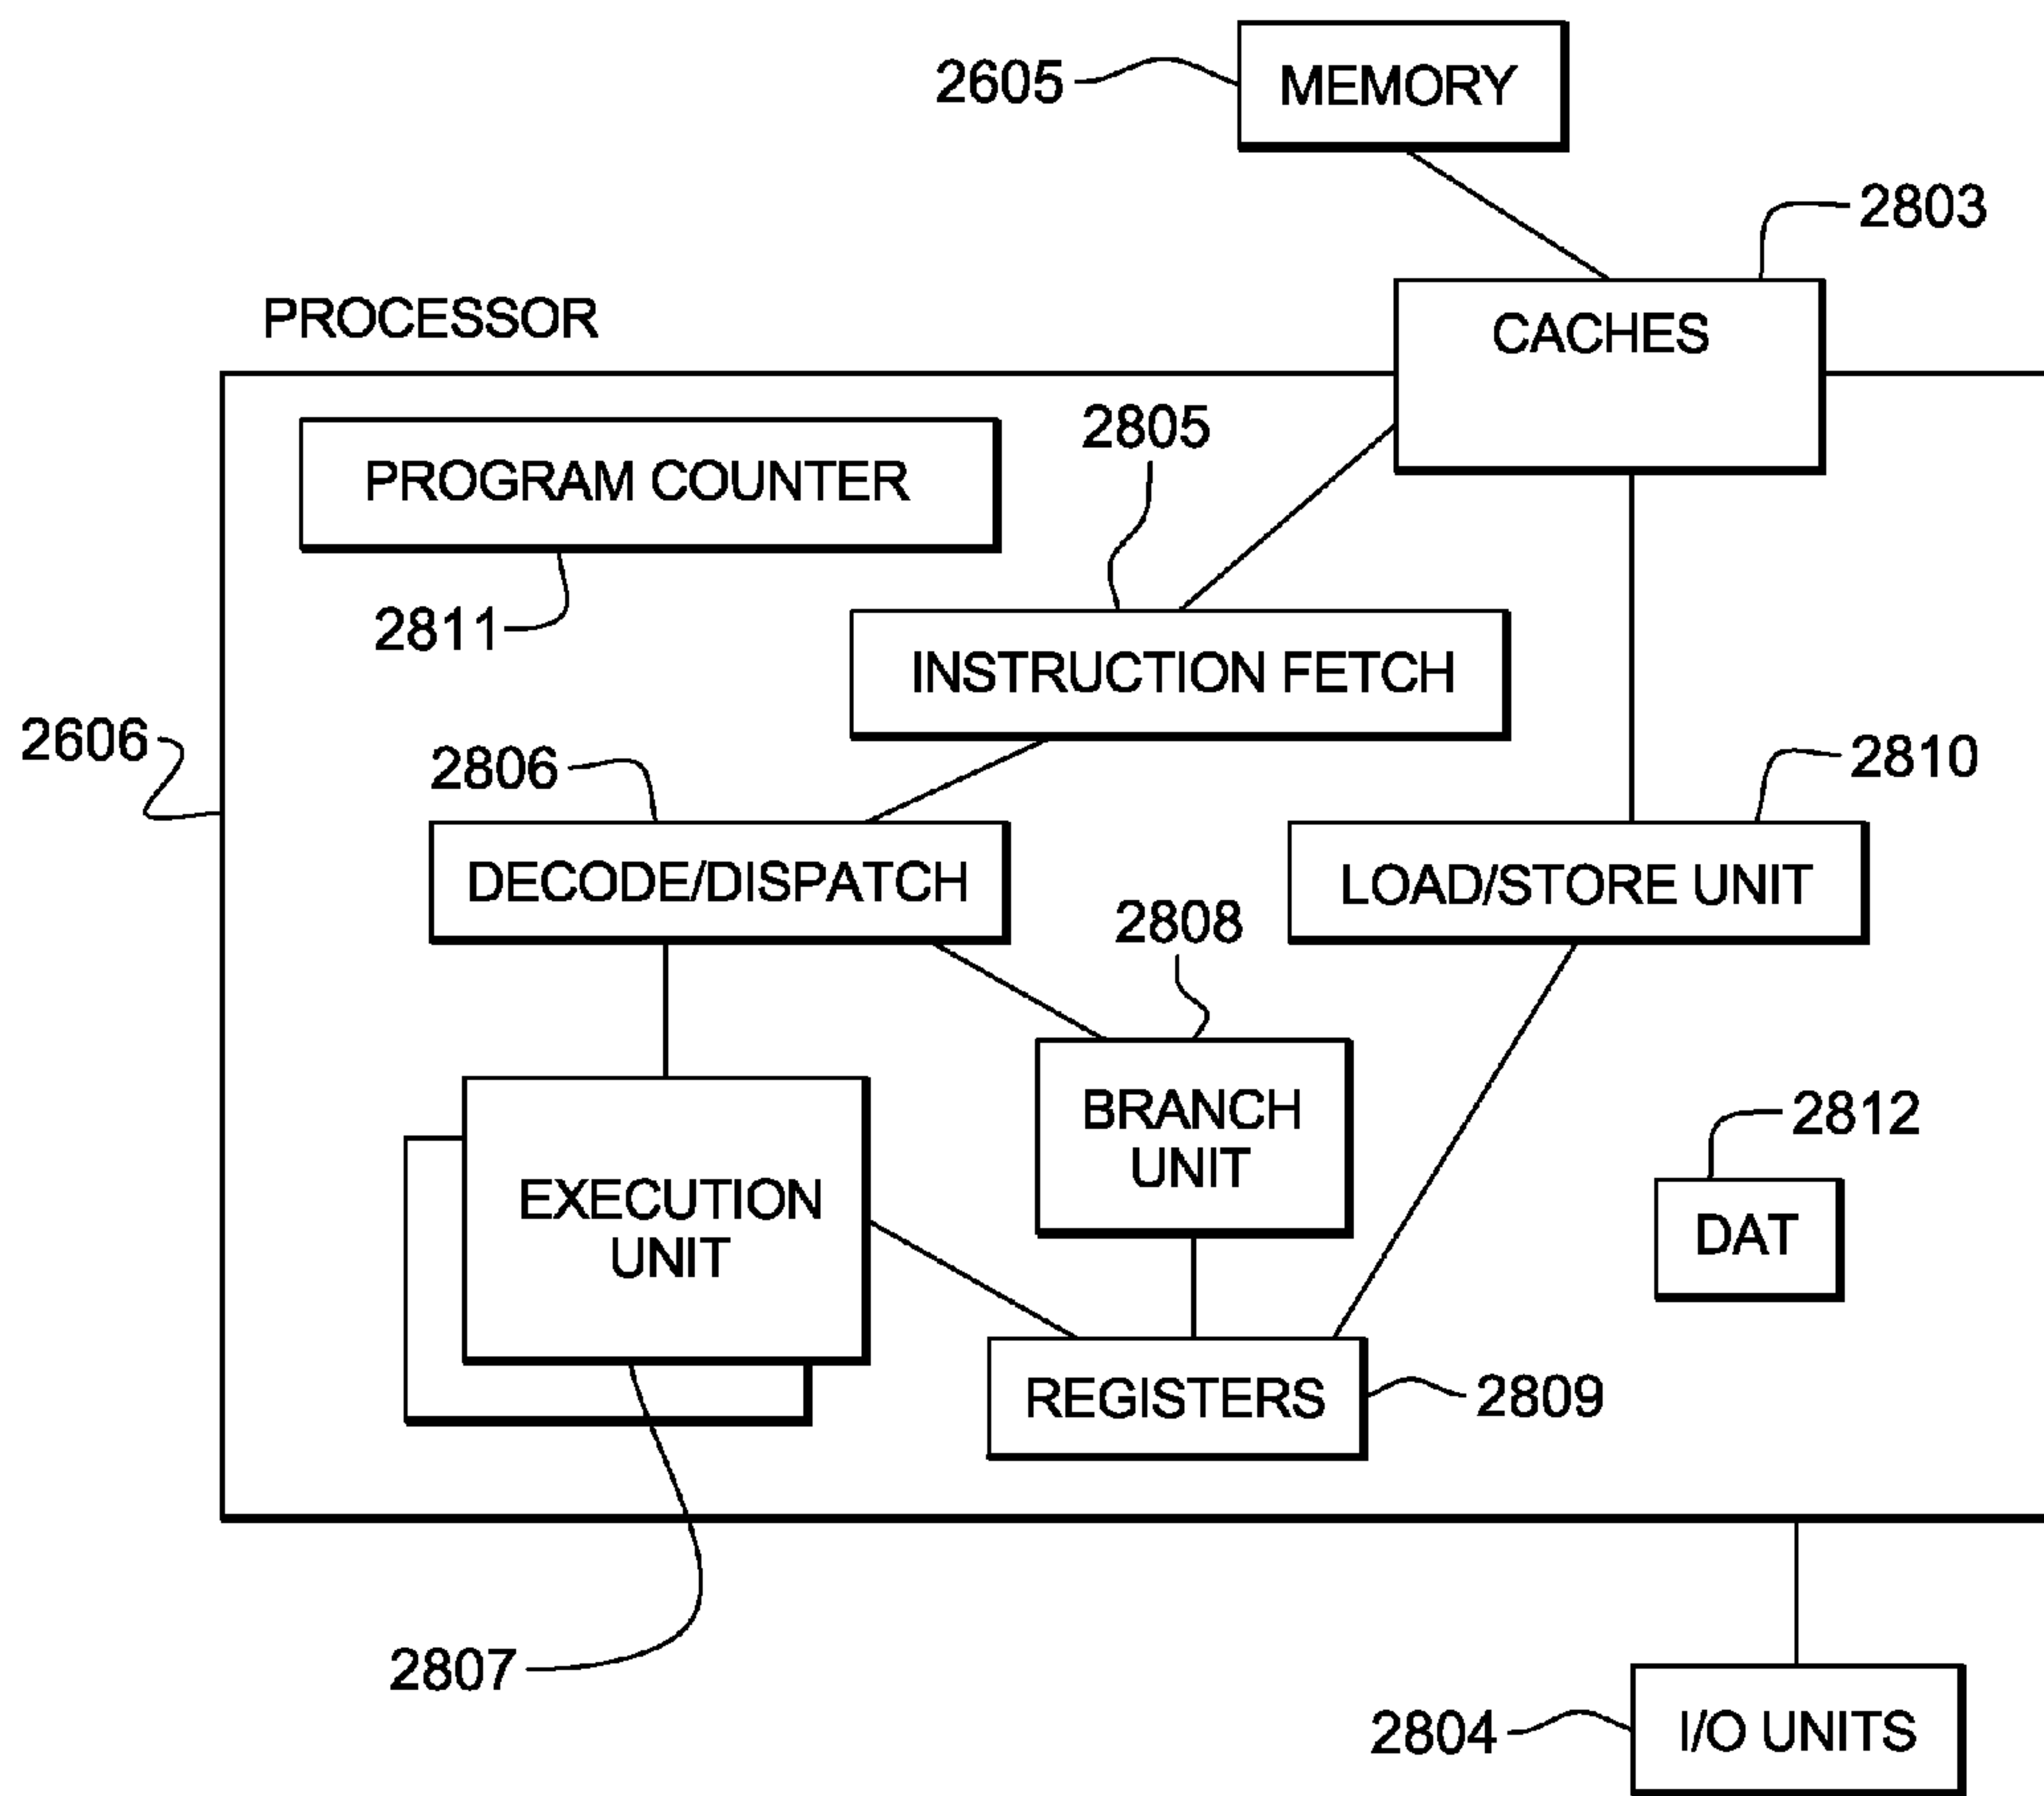 2605
MEMORY
2803
PROCESSOR
CACHES
2805
PROGRAM COUNTER
2811
INSTRUCTION FETCH
2606
2806
2810
DECODE/DISPATCH
LOAD/STORE UNIT
2808
BRANCH
UNIT
2812
EXECUTION
UNIT
DAT
REGISTERS
2809
2807
2804
I/O UNITS